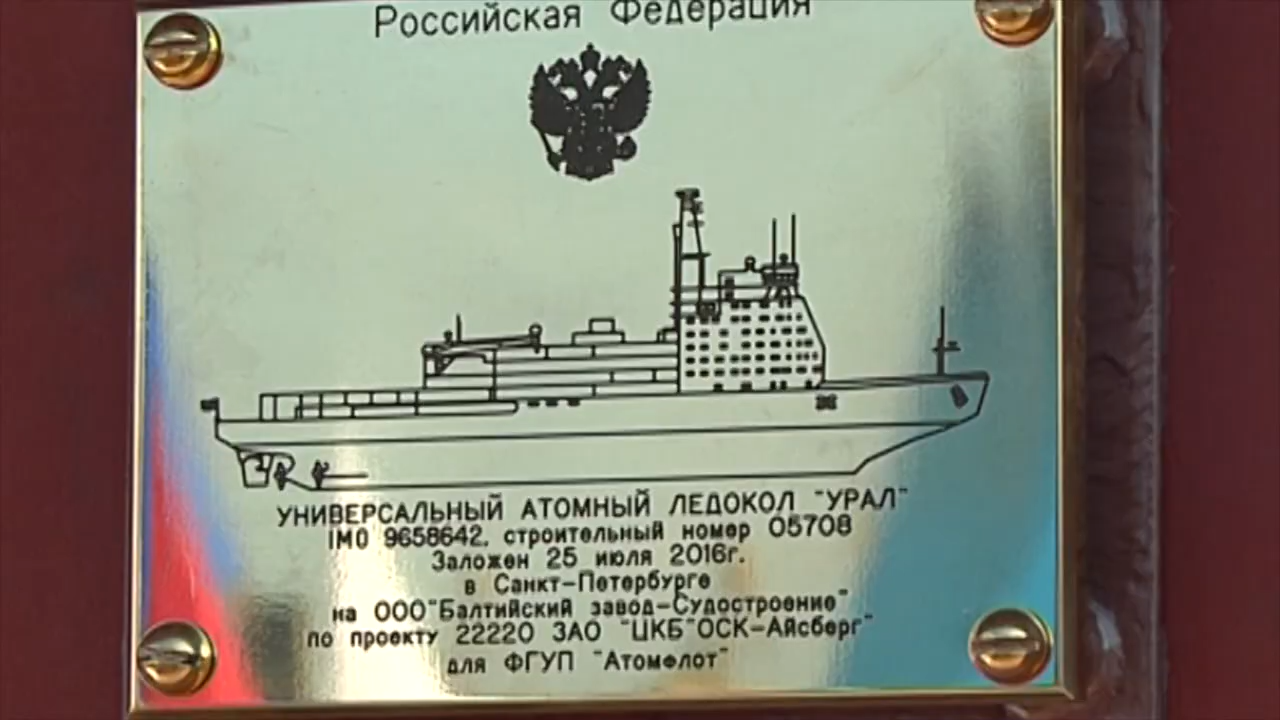 Российская Федерация
УНИВЕРСАЛЬНЫЙ АТОМНЫЙ ЛЕДОКОЛ "УРАЛ"
IMO 9658642, строительный номер 05708
Заложен 25 июля 2016г.
в Санкт-Петербурге
на ООО"Балтийский завод-Судостроение"
по проекту 22220 ЗАО "ЦКБ"ОСК-Айсберг"
для ФГУП "Атомфлот"